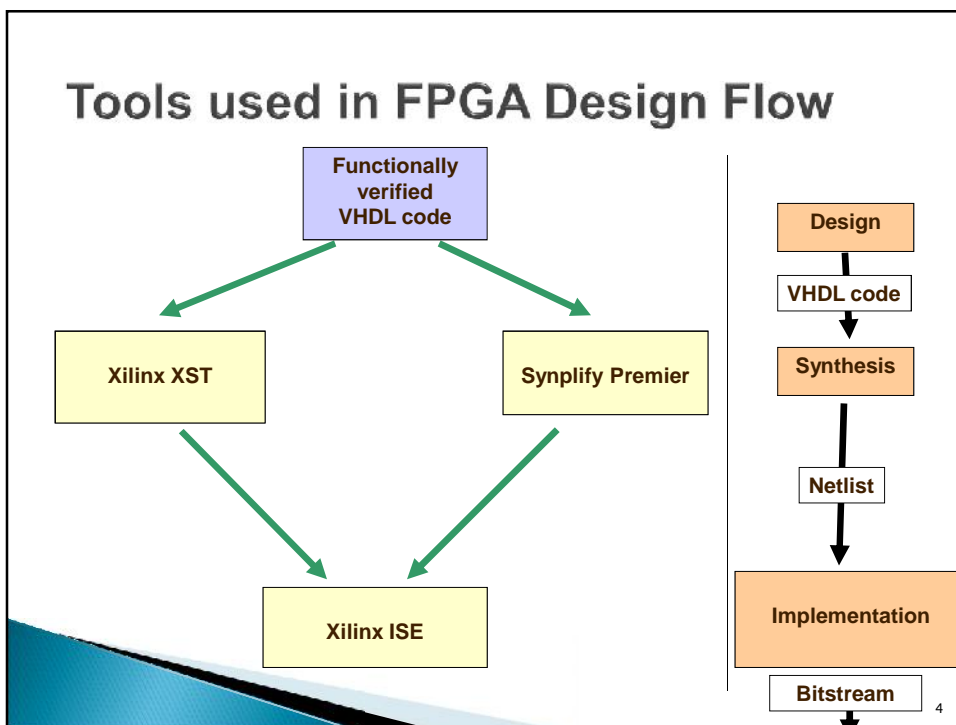 Tools used in FPGA Design Flow
Functionally
verified
VHDL code
Xilinx XST
Synplify Premier
Xilinx ISE
Design
VHDL code
Synthesis
Netlist
Implementation
Bitstream
4